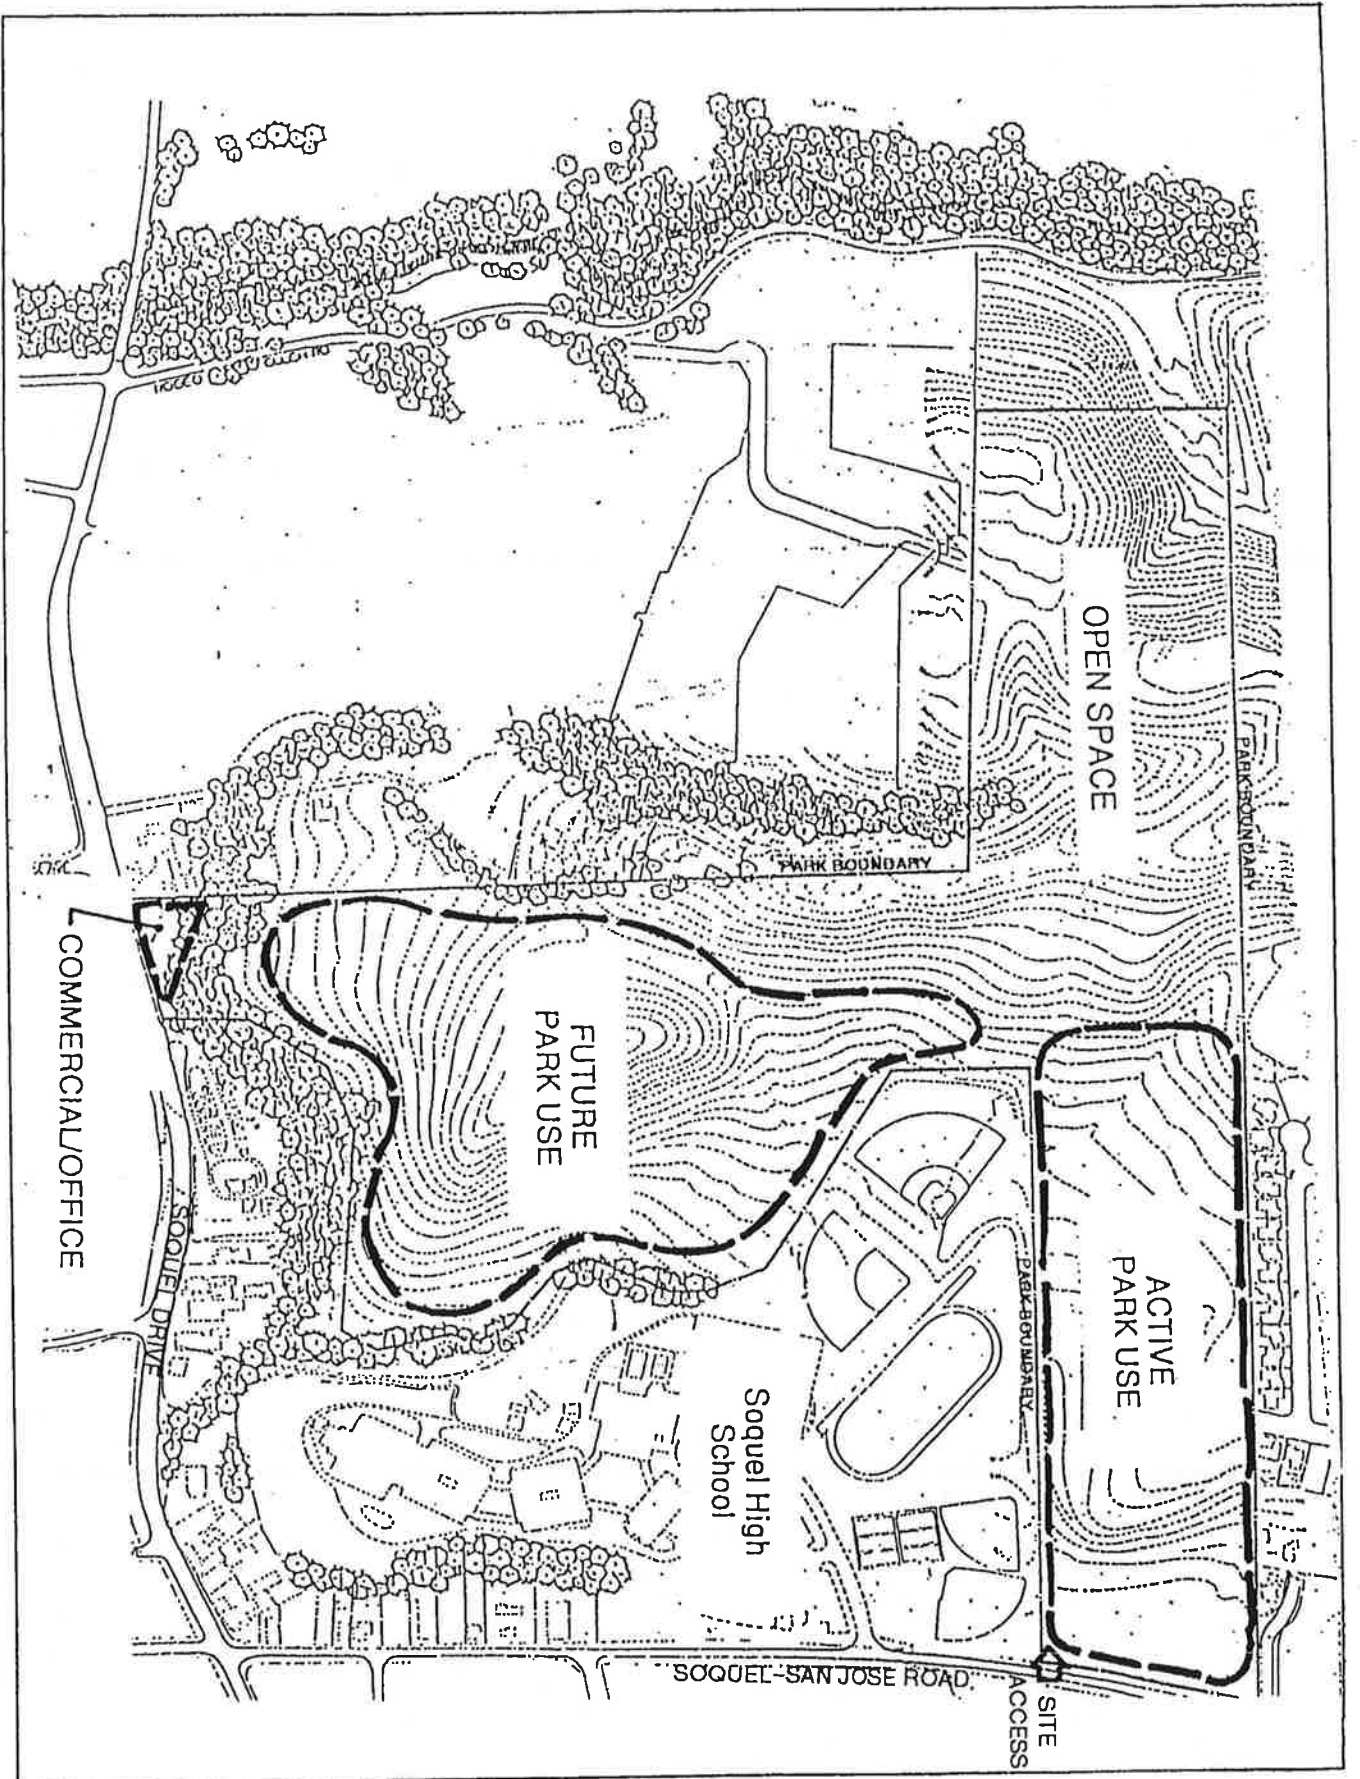 OPEN SPACE
PARK BOUNDARY
PARK BOUNDARY
ACTIVE
PARK USE
PARK BOUNDARY
FUTURE
PARK USE
Soquel High
School
COMMERCIAL/OFFICE
SOQUEL DRIVE
SOQUEL-SAN JOSE ROAD
SITE
ACCESS